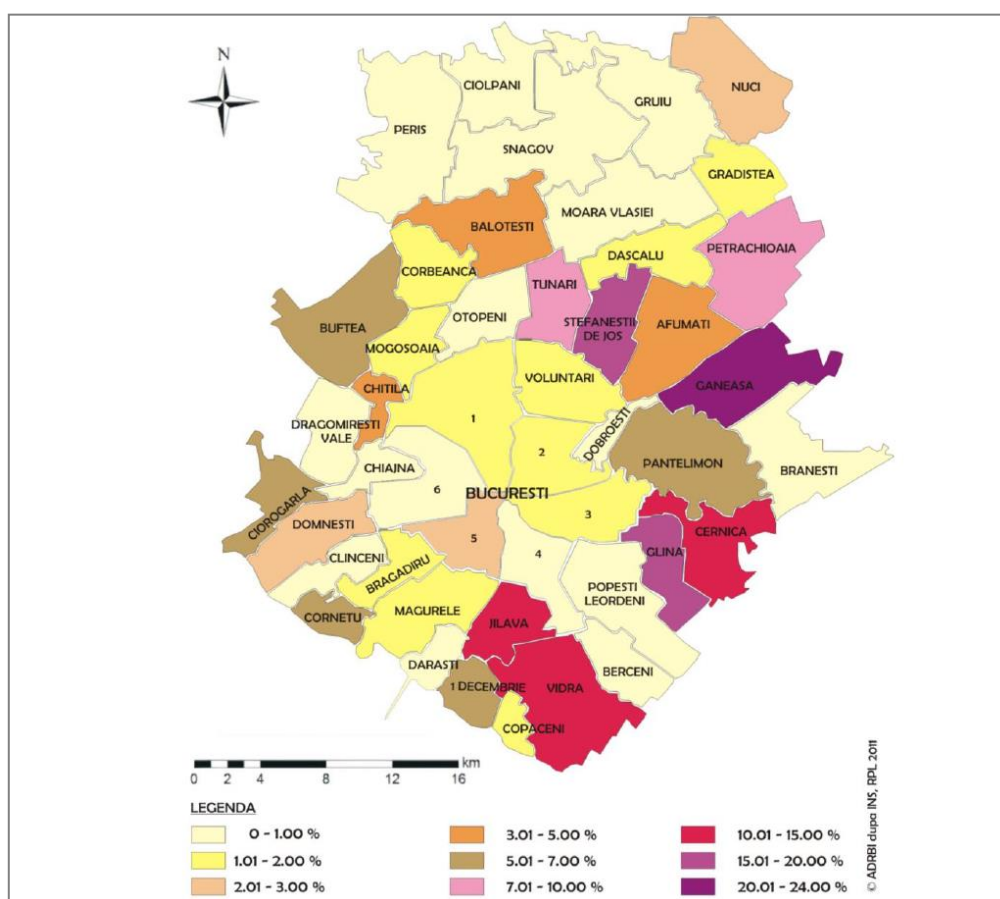 N
CIOLPANI
NUCI
GRUIU
PERIS
SNAGOV
GRADISTEA
MOARA VLASIEI
BALOTESTI
PETRACHIOAIA
DASCALU
CORBEANCA
TUNARI
OTOPENI
STEFANESTII
DE JOS
AFUMATI
BUFTEA
MOGOSOAIA
VOLUNTARI
GANEASA
CHITILA
1
DRAGOMIRESTI
VALE
DOBROESTI
2
PANTELIMON
BRANESTI
CHIAJNA
6
BUCURESTI
3
CIOROGARLA
DOMNESTI
5
4
GLINA
CERNICA
CLINCENI
BRAGADIRU
POPESTI
LEORDENI
CORNETU
MAGURELE
JILAVA
DARASTI
BERCENI
1 DECEMBRIE
VIDRA
COPACENI
km
0 2 4 8 12 16
LEGENDA
0 - 1.00 %
1.01 - 2.00 %
2.01 - 3.00 %
3.01 - 5.00 %
5.01 - 7.00 %
7.01 - 10.00 %
10.01 - 15.00 %
15.01 - 20.00 %
20.01 - 24.00 %
© ADRBI dupa INS, RPL 2011